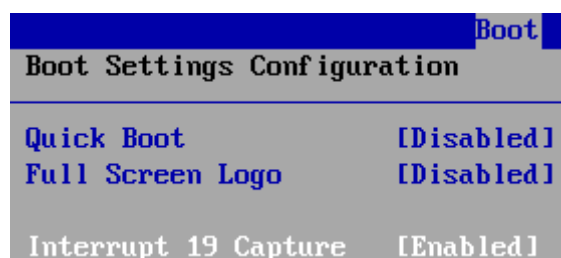 Boot
Boot Settings Configuration
Quick Boot [Disabled]
Full Screen Logo [Disabled]
Interrupt 19 Capture [Enabled]